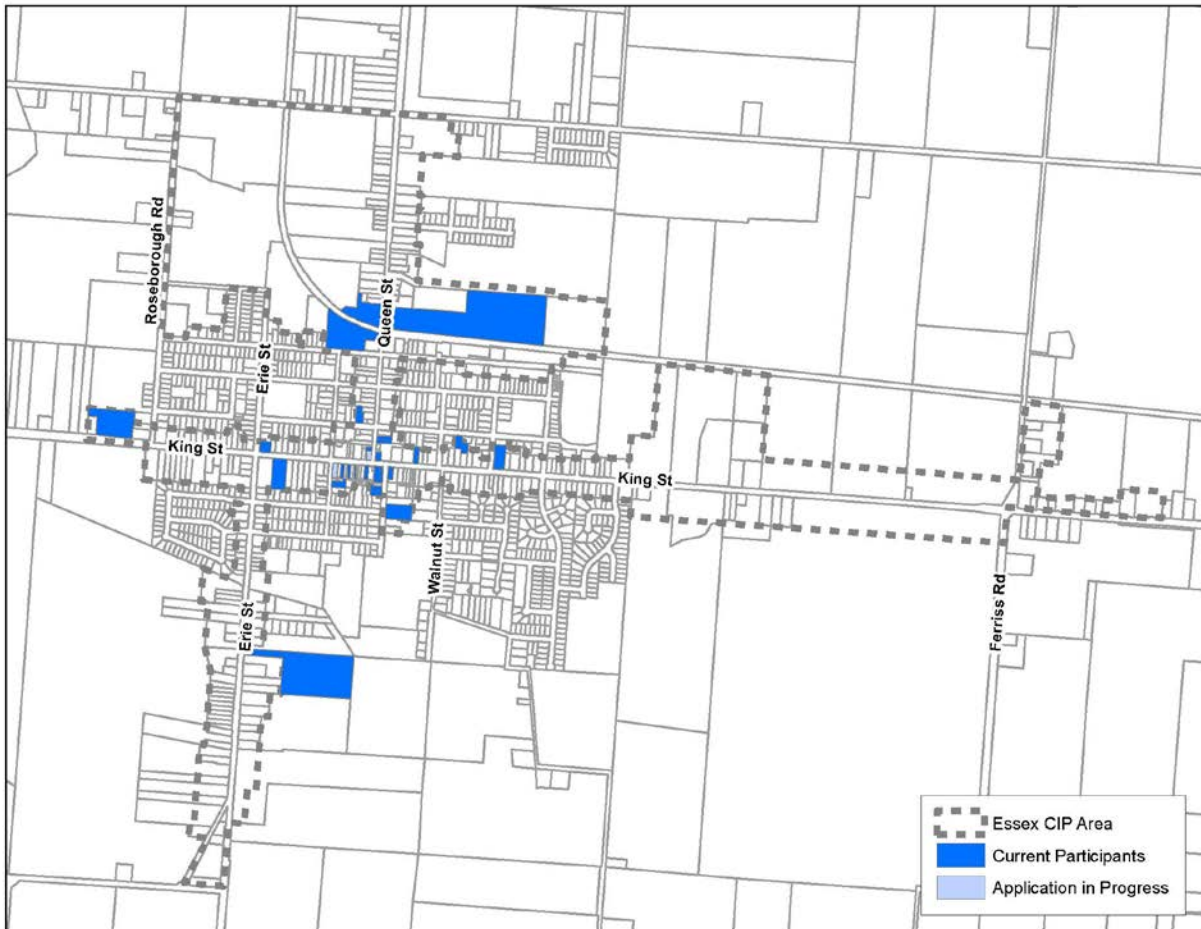 Roseborough Rd
Queen St
Erie St
King St
King St
Walnut St
Erie St
Ferriss Rd
Essex CIP Area
Current Participants
Application in Progress